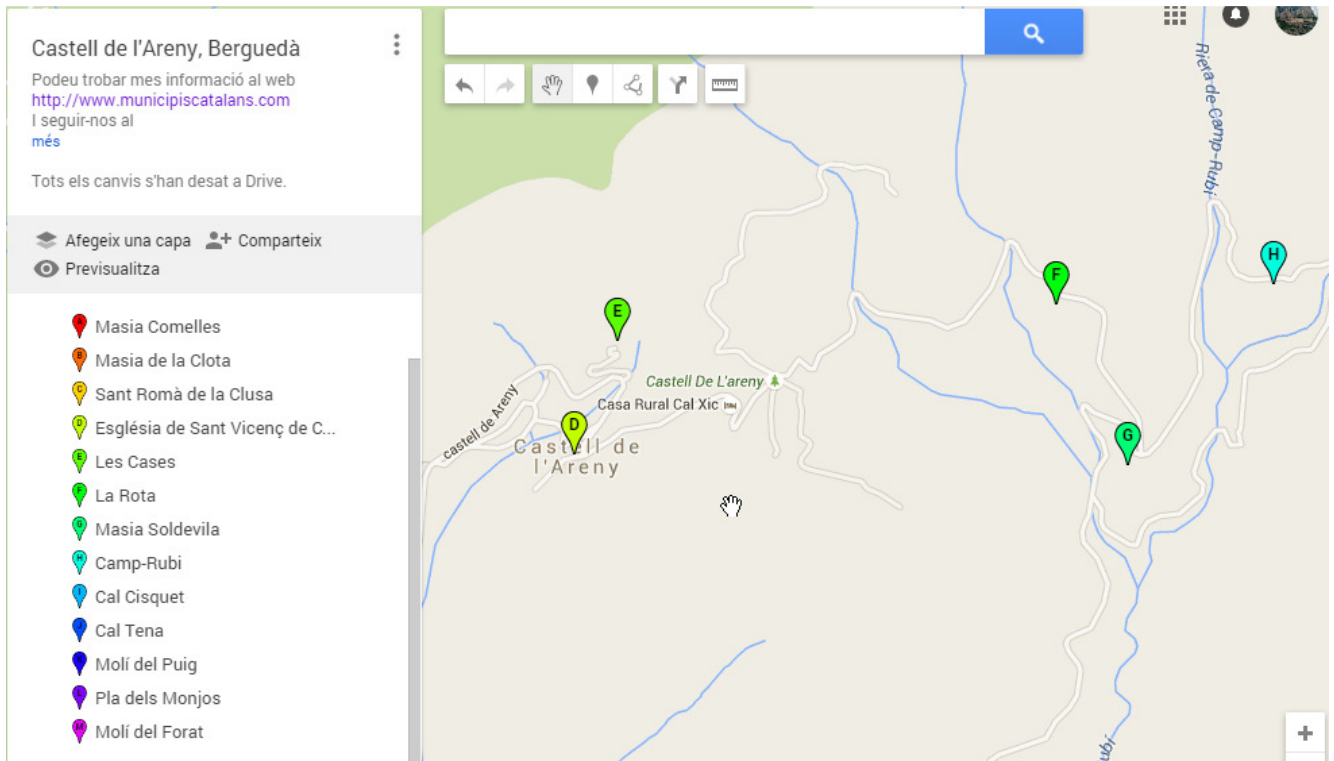 Castell de l'Areny, Berguedà
Podeu trobar mes informació al web
http://www.municipiscatalans.com
I seguir-nos al
més
Tots els canvis s'han desat a Drive.
Afegeix una capa
Comparteix
Previsualitza
A Masia Comelles
B Masia de la Clota
C Sant Romà de la Clusa
D Església de Sant Vicenç de C...
E Les Cases
F La Rota
G Masia Soldevila
H Camp-Rubi
I Cal Cisquet
J Cal Tena
K Molí del Puig
L Pla dels Monjos
M Molí del Forat
Riera de Camp-Rubí
H
F
E
Castell De L'areny
Casa Rural Cal Xic
castell de Areny
D
G
Castell de
l'Areny
ubí
+